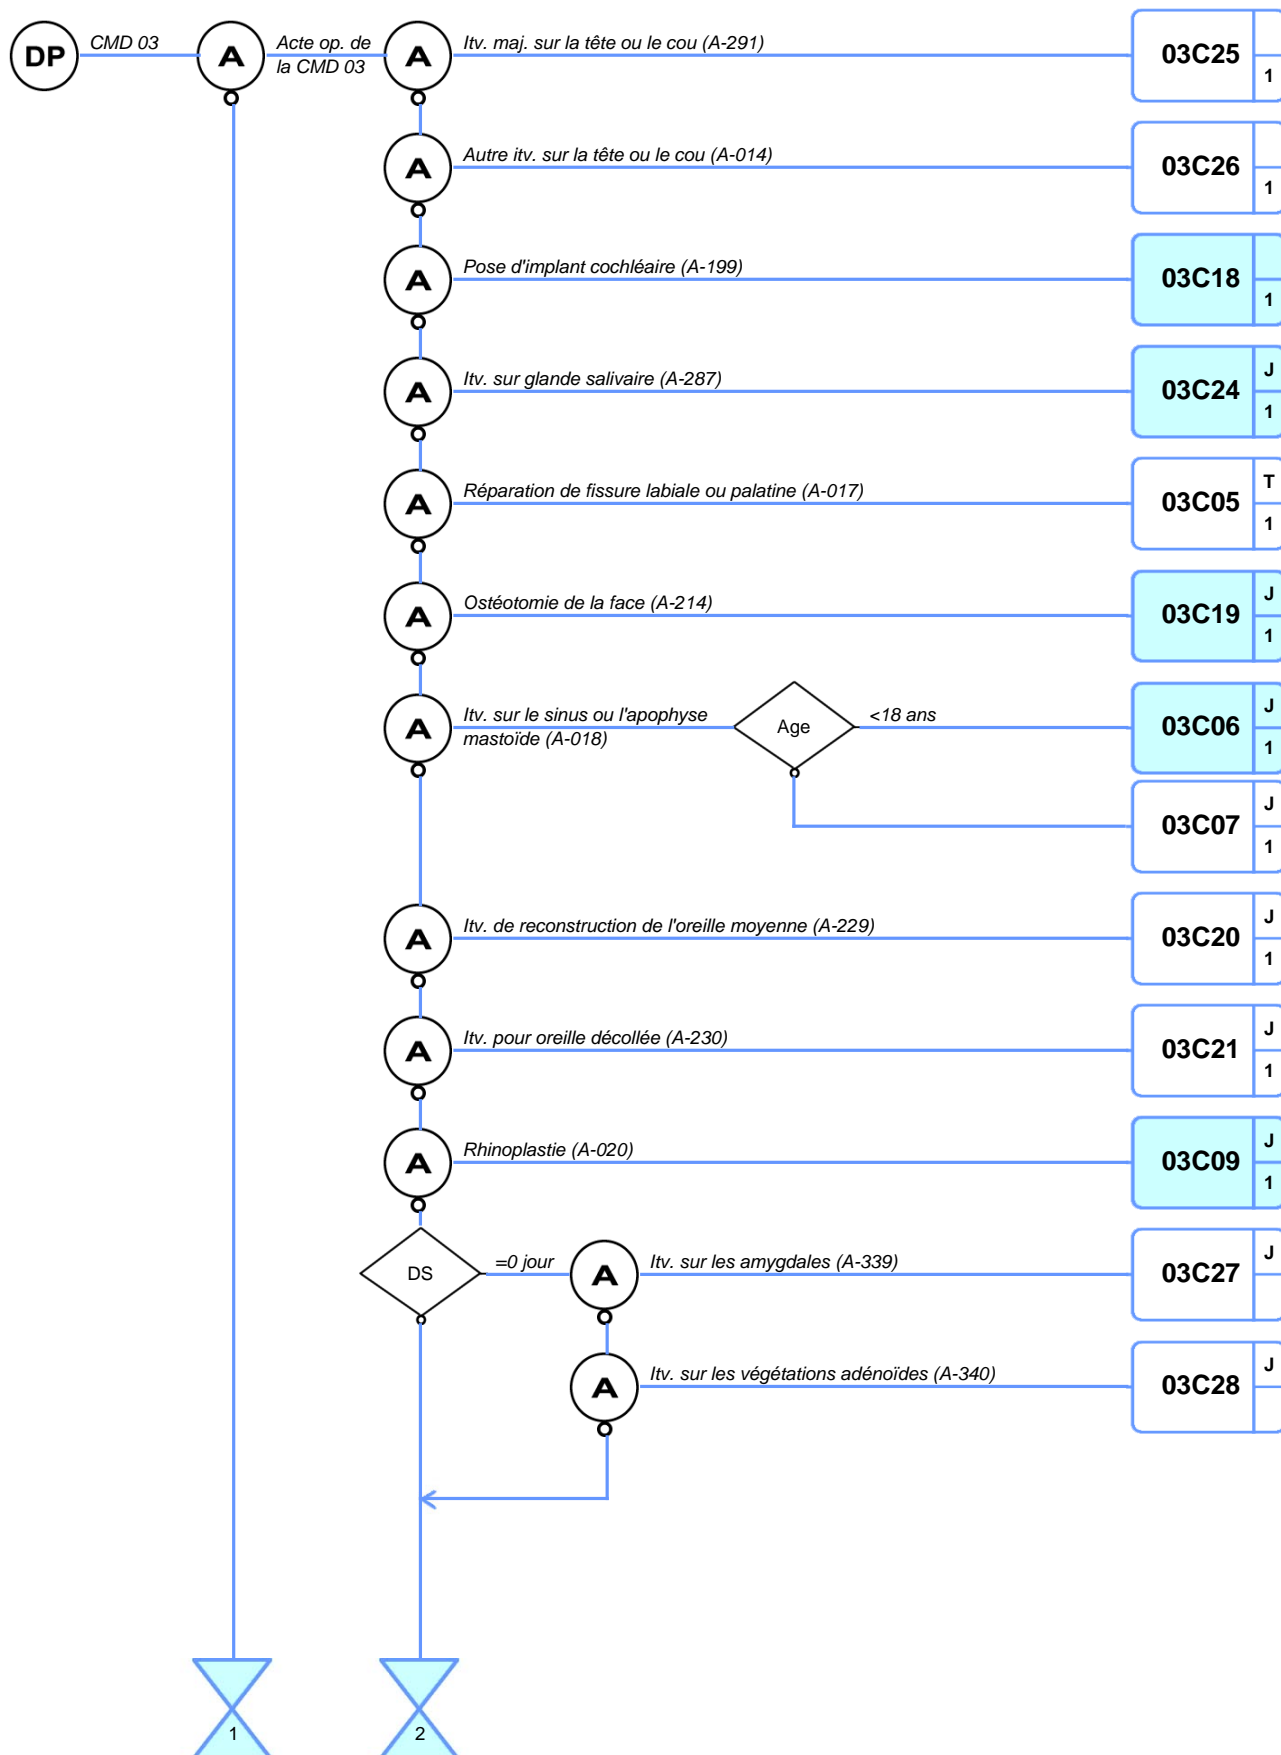 DP
CMD 03
A
Acte op. de
la CMD 03
A
Itv. maj. sur la tête ou le cou (A-291)
03C25
1
A
Autre itv. sur la tête ou le cou (A-014)
03C26
1
A
Pose d'implant cochléaire (A-199)
03C18
1
A
Itv. sur glande salivaire (A-287)
03C24
J
1
A
Réparation de fissure labiale ou palatine (A-017)
03C05
T
1
A
Ostéotomie de la face (A-214)
03C19
J
1
A
Itv. sur le sinus ou l'apophyse
mastoïde (A-018)
Age
<18 ans
03C06
J
1
03C07
J
1
A
Itv. de reconstruction de l'oreille moyenne (A-229)
03C20
J
1
A
Itv. pour oreille décollée (A-230)
03C21
J
1
A
Rhinoplastie (A-020)
03C09
J
1
DS
=0 jour
A
Itv. sur les amygdales (A-339)
03C27
J
A
Itv. sur les végétations adénoïdes (A-340)
03C28
J
1
2